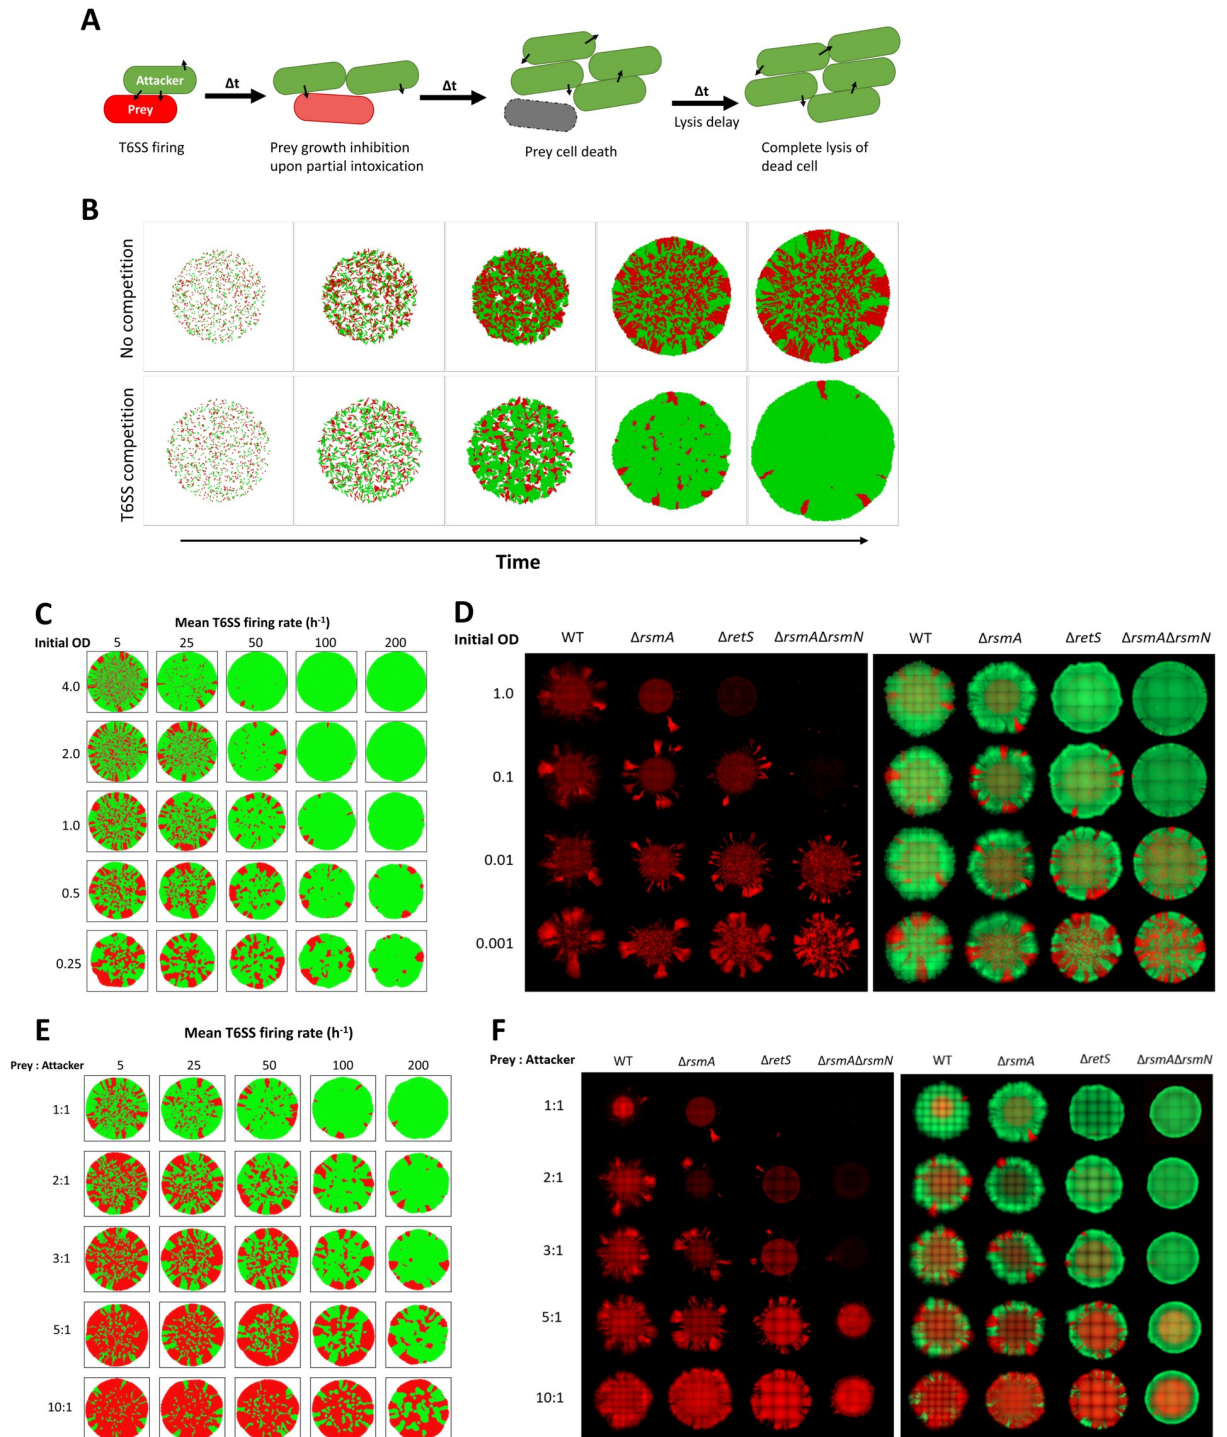 A
Attacker
Prey
Δt
Δt
Δt
Lysis delay
T6SS firing
Prey growth inhibition
upon partial intoxication
Prey cell death
Complete lysis of
dead cell
B
No competition
T6SS competition
Time
C
Mean T6SS firing rate (h-1)
Initial OD 5 25 50 100 200
4.0
2.0
1.0
0.5
0.25
D
Initial OD WT ΔrsmA ΔretS ΔrsmAΔrsmN WT ΔrsmA ΔretS ΔrsmAΔrsmN
1.0
0.1
0.01
0.001
E
Mean T6SS firing rate (h-1)
Prey : Attacker 5 25 50 100 200
1:1
2:1
3:1
5:1
10:1
F
Prey : Attacker WT ΔrsmA ΔretS ΔrsmAΔrsmN WT ΔrsmA ΔretS ΔrsmAΔrsmN
1:1
2:1
3:1
5:1
10:1